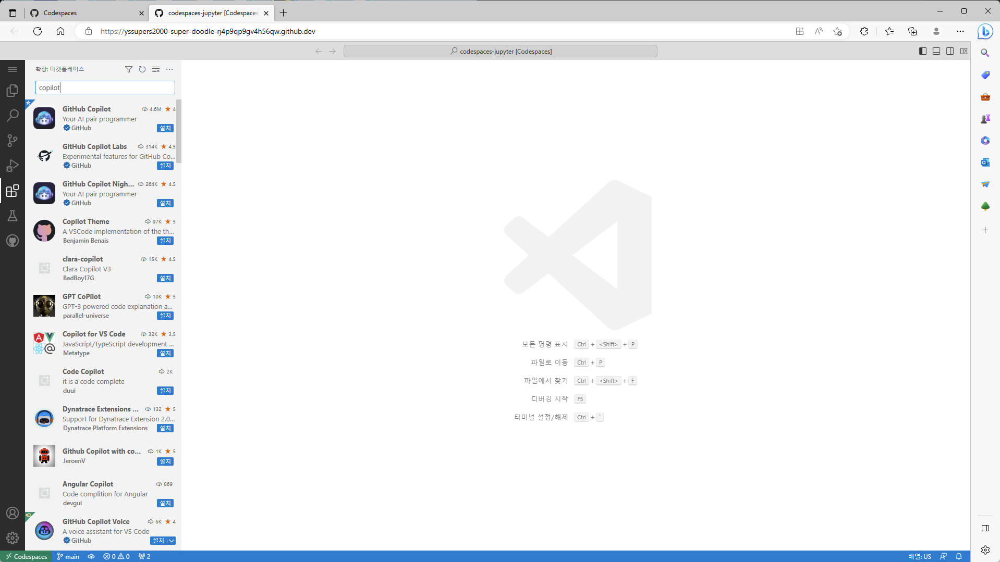 Codespaces
codespaces-jupyter [Codespaces
https://yssupers2000-super-doodle-rj4p9qp9gv4h56qw.github.dev
codespaces-jupyter [Codespaces]
확장: 마켓플레이스
copilot
GitHub Copilot 4.6M 4
Your AI pair programmer
GitHub 설치
GitHub Copilot Labs 314K 4.5
Experimental features for GitHub Co...
GitHub 설치
GitHub Copilot Nigh... 264K 4.5
Your AI pair programmer
GitHub 설치
Copilot Theme 97K 5
A VSCode implementation of the th...
Benjamin Benais 설치
clara-copilot 15K 4.5
Clara Copilot V3
BadBoy17G 설치
GPT CoPilot 10K 5
GPT-3 powered code explanation a...
parallel-universe 설치
Copilot for VS Code 32K 3.5
JavaScript/TypeScript development ...
Metatype 설치
Code Copilot 2K
it is a code complete
duui 설치
Dynatrace Extensions ... 132 5
Support for Dynatrace Extension 2.0...
Dynatrace Platform Extensions 설치
Github Copilot with co... 1K 5
JeroenV 설치
Angular Copilot 869
Code complition for Angular
devgui 설치
GitHub Copilot Voice 6K 4
A voice assistant for VS Code
GitHub 설치
모든 명령 표시 Ctrl + <Shift> + P
파일로 이동 Ctrl + P
파일에서 찾기 Ctrl + <Shift> + F
디버깅 시작 F5
터미널 설정/해제 Ctrl + `
Codespaces main 0 0 2 배열: US